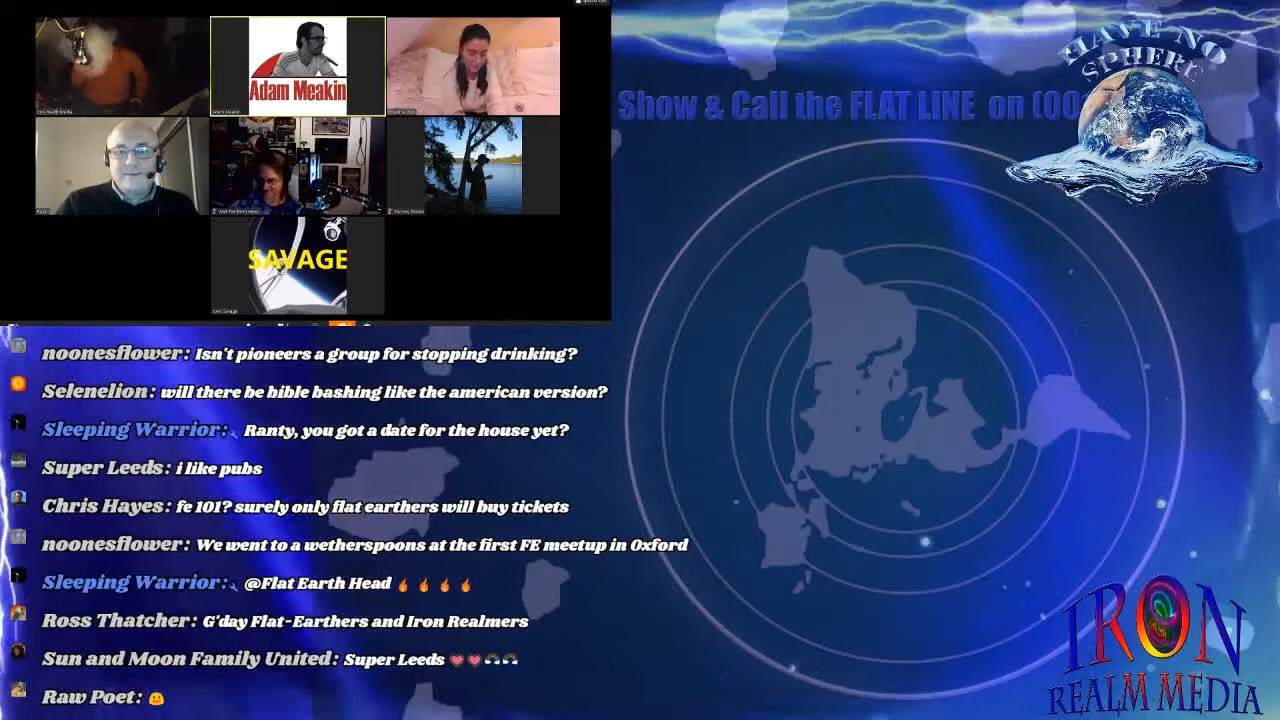 Adam Meakin
SAVAGE
John Savage
HAVE NO
SPHERE
Show & Call the FLAT LINE on (00
noonesflower: Isn't pioneers a group for stopping drinking?
Selenelion: will there be bible bashing like the american version?
Sleeping Warrior: Ranty, you got a date for the house yet?
Super Leeds: i like pubs
Chris Hayes: fe 101? surely only flat earthers will buy tickets
noonesflower: We went to a wetherspoons at the first FE meetup in Oxford
Sleeping Warrior: @Flat Earth Head 🔥 🔥 🔥 🔥
Ross Thatcher: G'day Flat-Earthers and Iron Realmers
Sun and Moon Family United: Super Leeds
Raw Poet:
IRON
REALM MEDIA